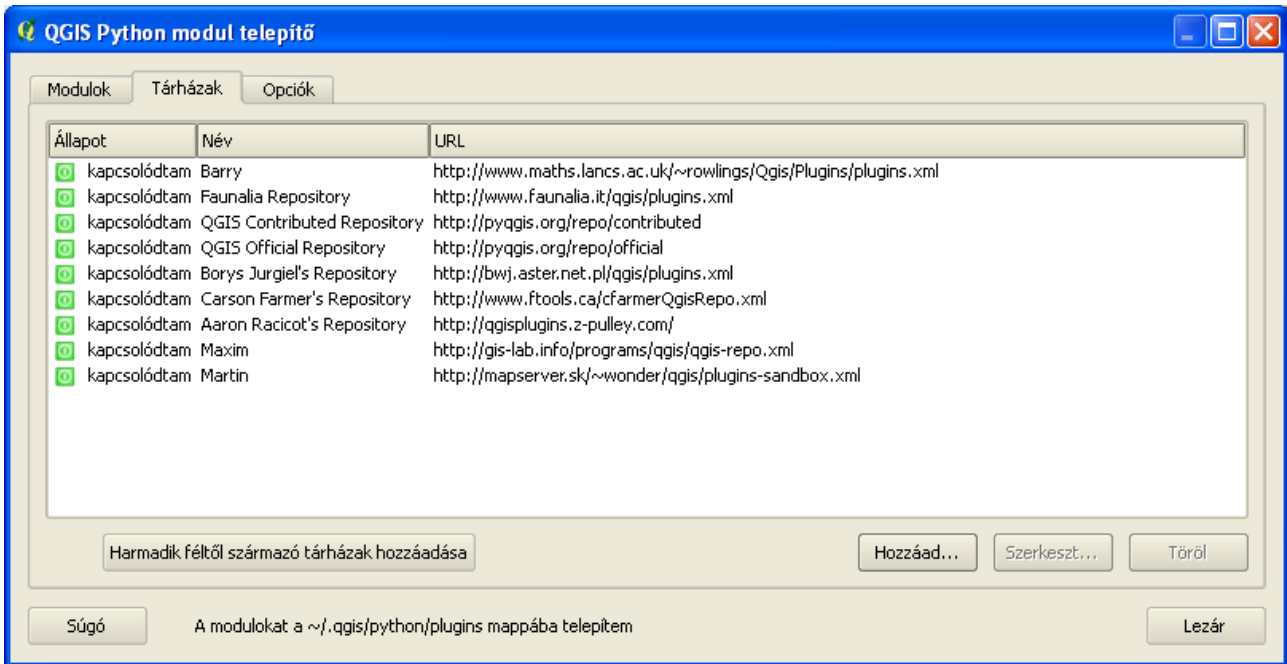 QGIS Python modul telepítő
Modulok Tárházak Opciók
Állapot Név URL
kapcsolódtam Barry http://www.maths.lancs.ac.uk/~rowlings/Qgis/Plugins/plugins.xml
kapcsolódtam Faunalia Repository http://www.faunalia.it/qgis/plugins.xml
kapcsolódtam QGIS Contributed Repository http://pyqgis.org/repo/contributed
kapcsolódtam QGIS Official Repository http://pyqgis.org/repo/official
kapcsolódtam Borys Jurgiel's Repository http://bwj.aster.net.pl/qgis/plugins.xml
kapcsolódtam Carson Farmer's Repository http://www.ftools.ca/cfarmerQgisRepo.xml
kapcsolódtam Aaron Racicot's Repository http://qgisplugins.z-pulley.com/
kapcsolódtam Maxim http://gis-lab.info/programs/qgis/qgis-repo.xml
kapcsolódtam Martin http://mapserver.sk/~wonder/qgis/plugins-sandbox.xml
Harmadik féltől származó tárházak hozzáadása Hozzáad... Szerkeszt... Töröl
Súgó A modulokat a ~/.qgis/python/plugins mappába telepítem Lezár